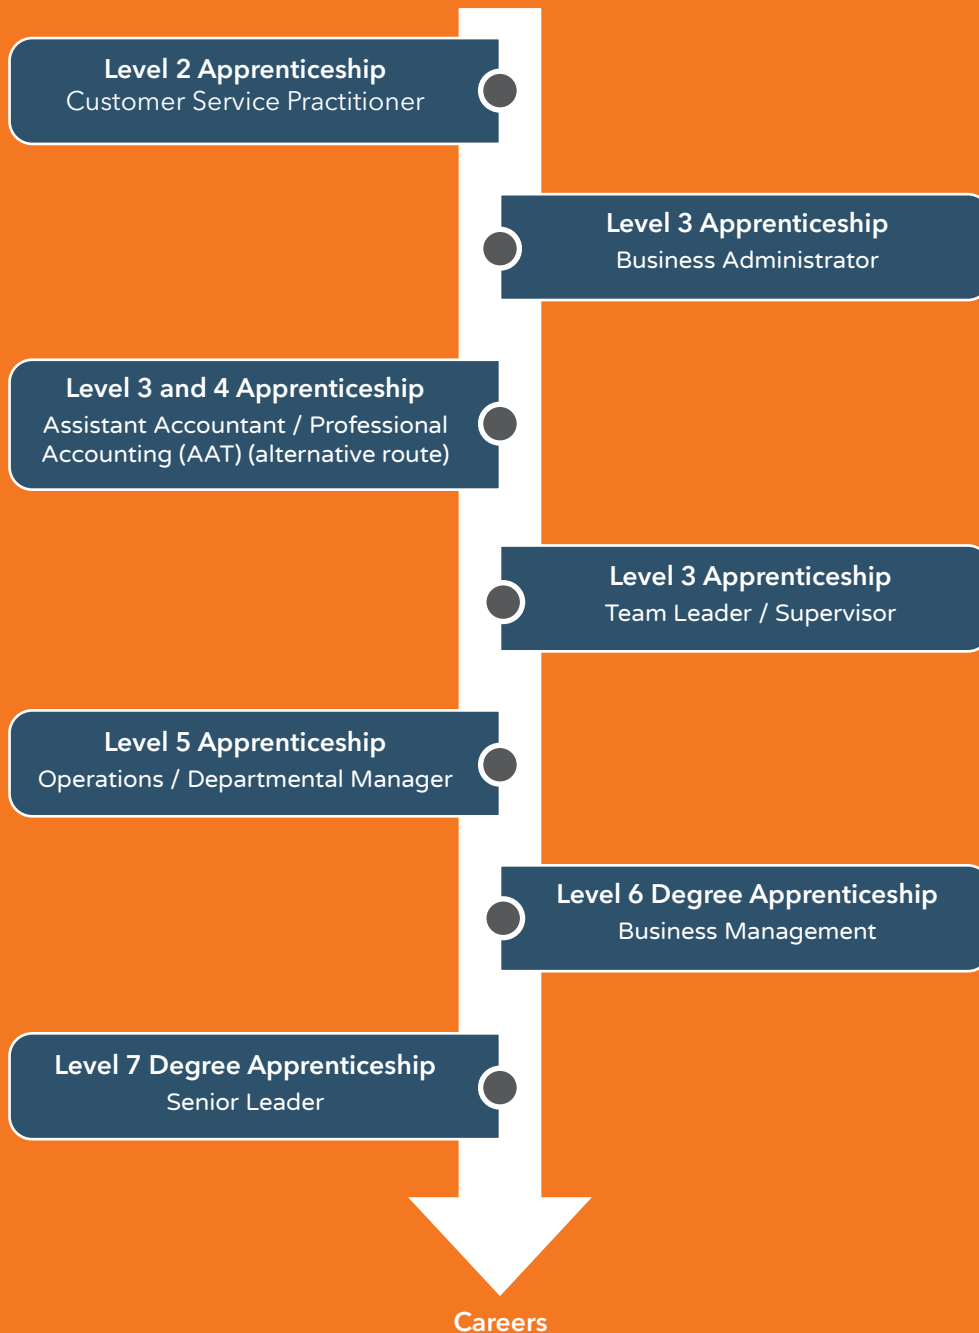 Level 2 Apprenticeship
Customer Service Practitioner
Level 3 Apprenticeship
Business Administrator
Level 3 and 4 Apprenticeship
Assistant Accountant / Professional
Accounting (AAT) (alternative route)
Level 3 Apprenticeship
Team Leader / Supervisor
Level 5 Apprenticeship
Operations / Departmental Manager
Level 6 Degree Apprenticeship
Business Management
Level 7 Degree Apprenticeship
Senior Leader
Careers